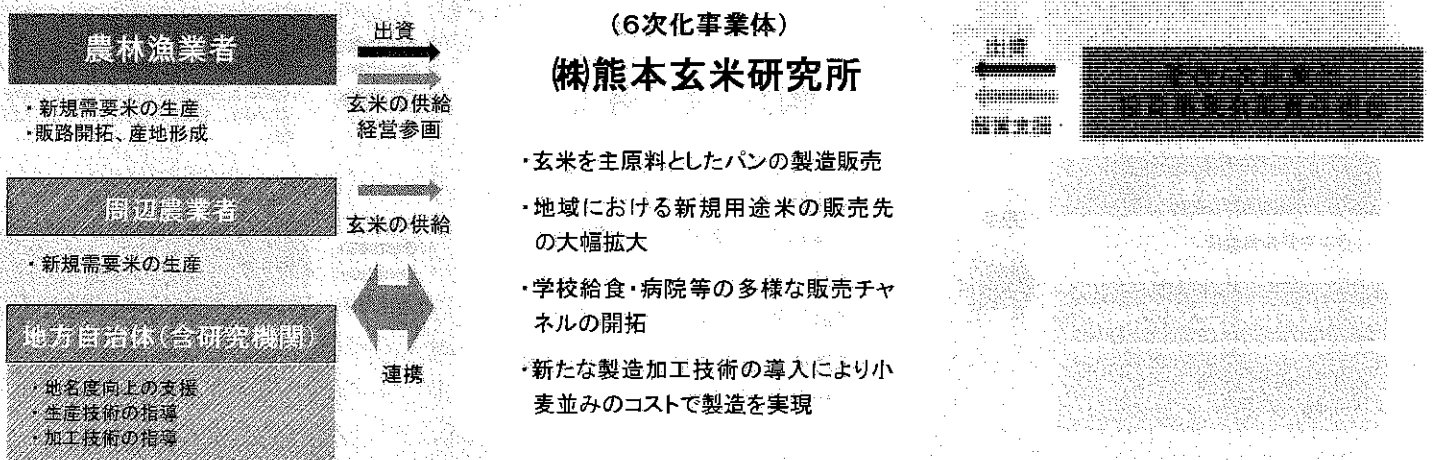 農林漁業者
・新規需要米の生産
・販路開拓、産地形成
周辺農業者
・新規需要米の生産
地方自治体(含研究機関)
・地名度向上の支援
・生産技術の指導
・加工技術の指導
出資
玄米の供給
経営参画
玄米の供給
連携
(6次化事業体)
㈱熊本玄米研究所
・玄米を主原料としたパンの製造販売
・地域における新規用途米の販売先
の大幅拡大
・学校給食・病院等の多様な販売チャ
ネルの開拓
・新たな製造加工技術の導入により小
麦並みのコストで製造を実現
出資